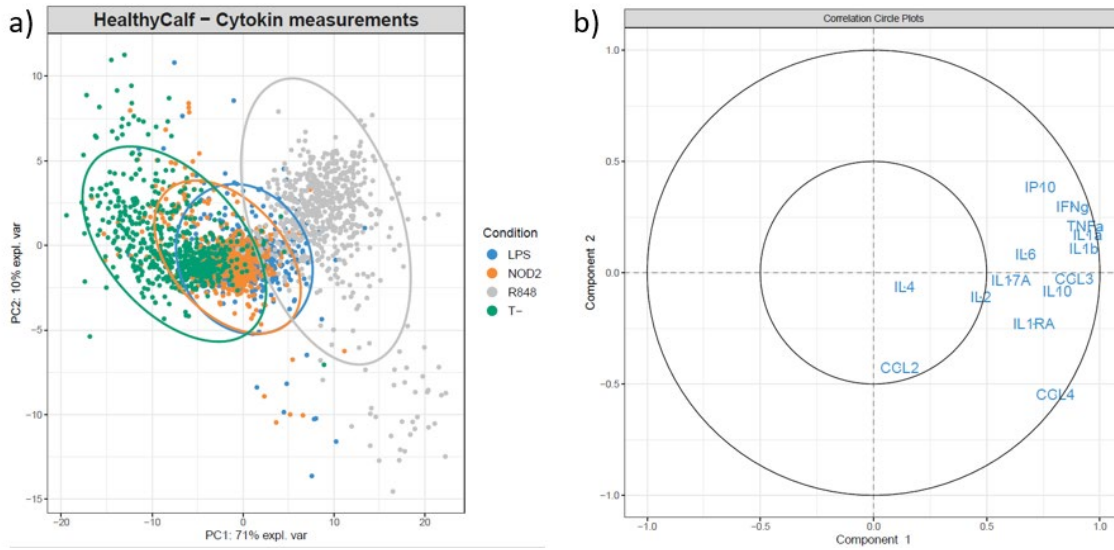 a)
HealthyCalf – Cytokin measurements
10
5
0
−5
−10
−15
−20
−10
0
10
20
PC2: 10% expl. var
PC1: 71% expl. var
Condition
LPS
NOD2
R848
T−
b)
Correlation Circle Plots
1.0
0.5
0.0
−0.5
−1.0
IP10
IFNg
TNFa
IL1a
IL1b
IL6
CCL3
IL17A
IL10
IL4
IL2
IL1RA
CCL2
CCL4
−1.0
−0.5
0.0
0.5
1.0
Component 2
Component 1